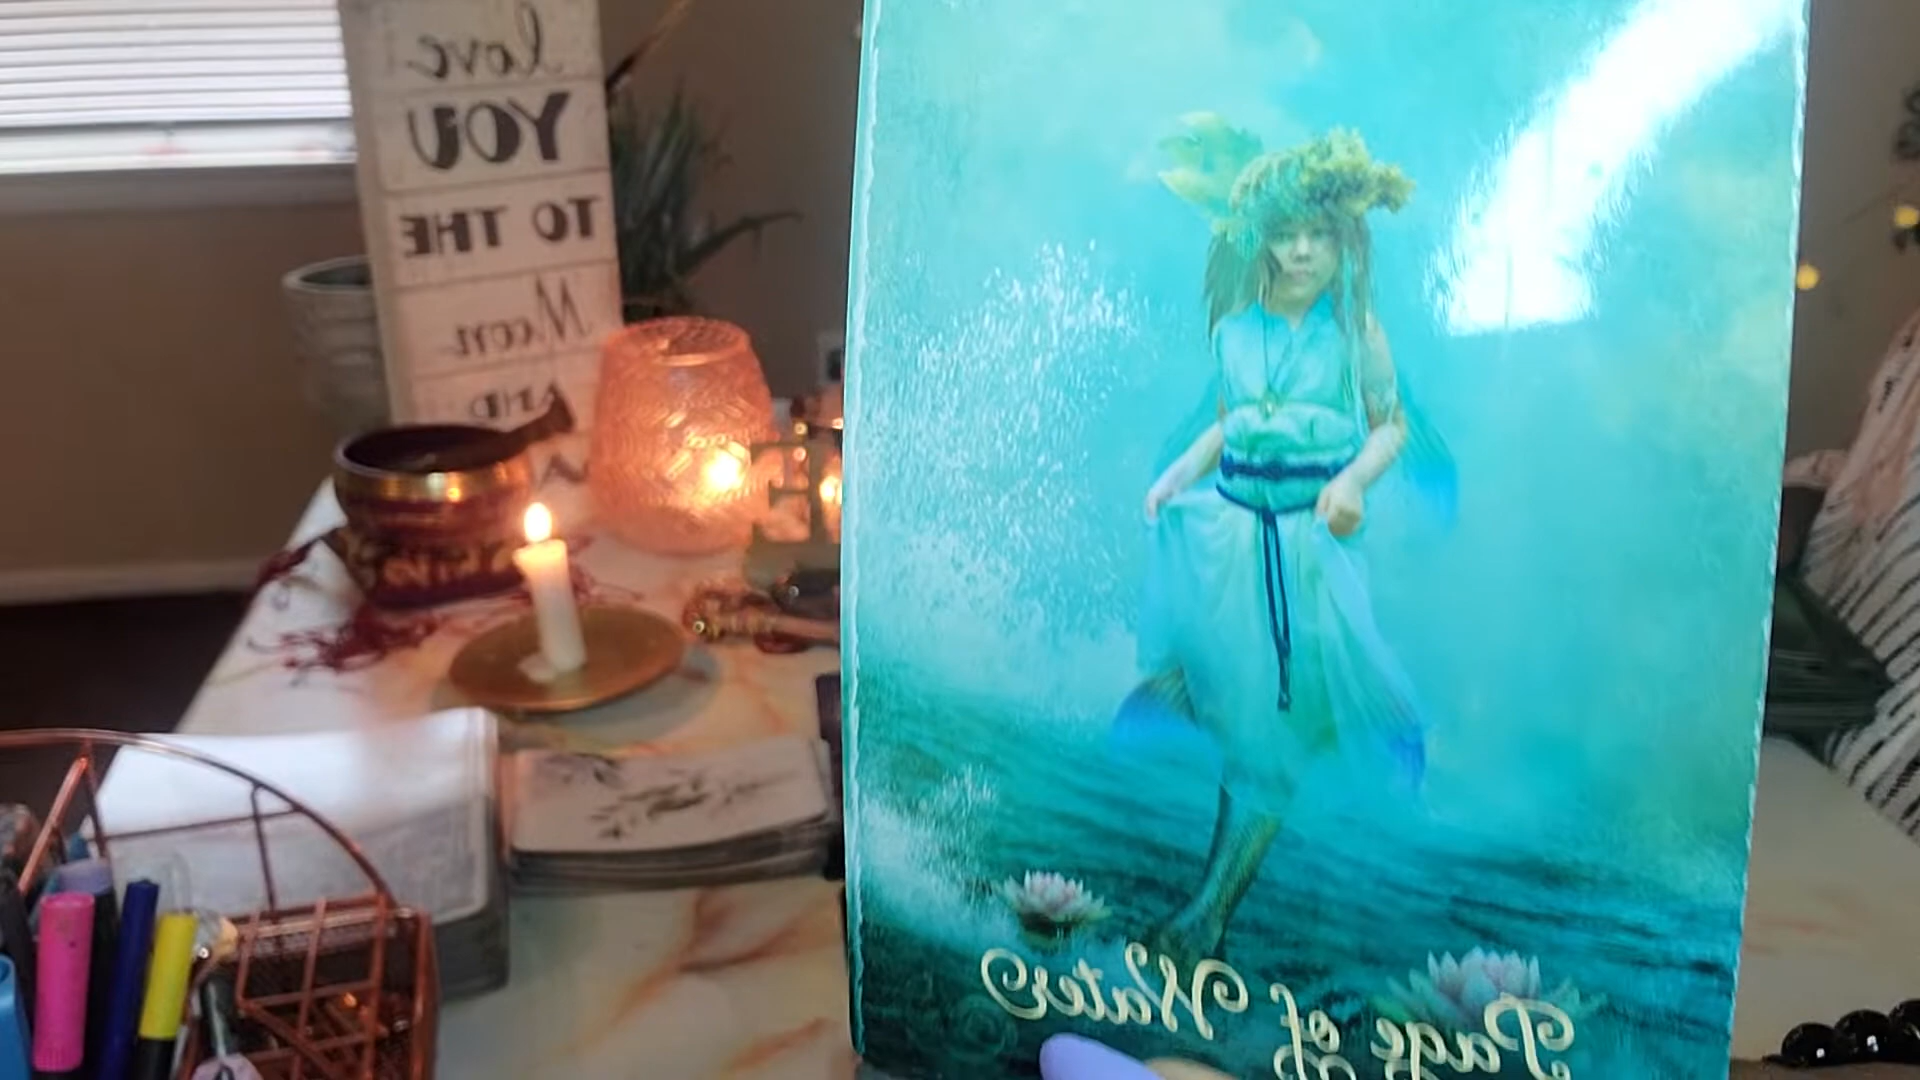 love
YOU
TO THE
Moon
AND
Page of Water